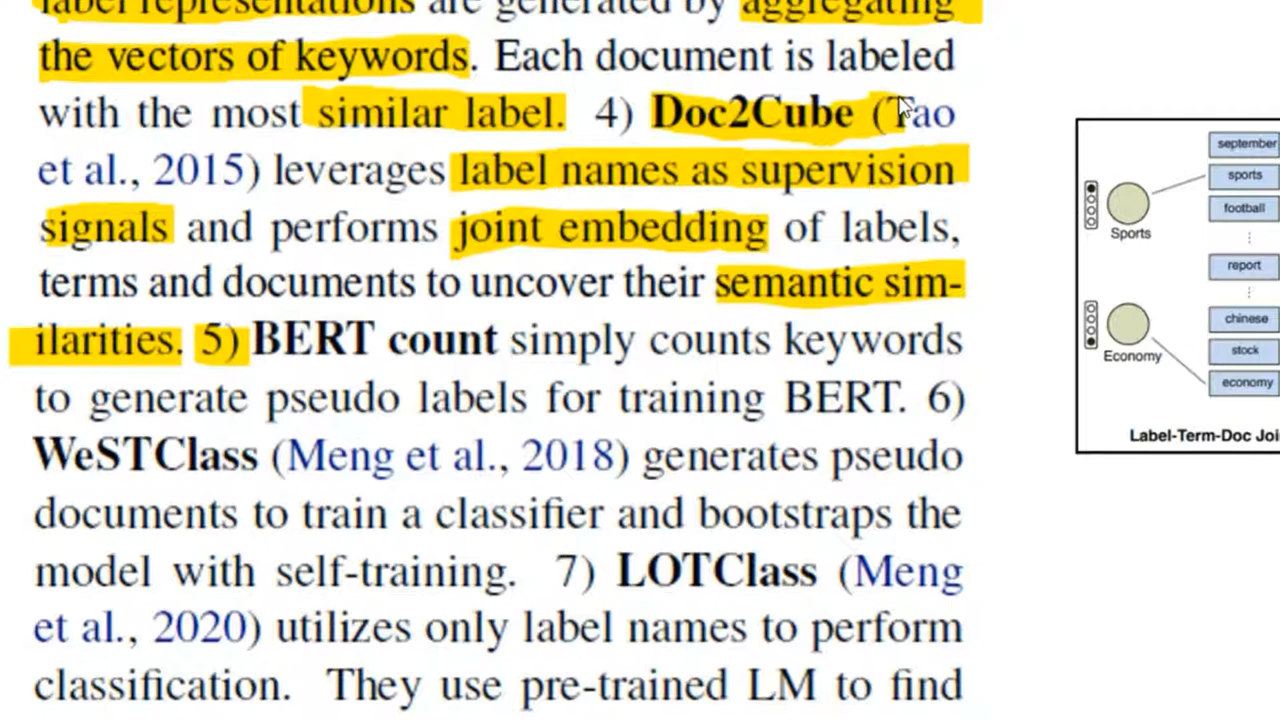 label representations are generated by aggregating
the vectors of keywords. Each document is labeled
with the most similar label. 4) Doc2Cube (Tao
et al., 2015) leverages label names as supervision
signals and performs joint embedding of labels,
terms and documents to uncover their semantic sim-
ilarities. 5) BERT count simply counts keywords
to generate pseudo labels for training BERT. 6)
WeSTClass (Meng et al., 2018) generates pseudo
documents to train a classifier and bootstraps the
model with self-training. 7) LOTClass (Meng
et al., 2020) utilizes only label names to perform
classification. They use pre-trained LM to find
september
sports
football
Sports
report
chinese
stock
Economy
economy
Label-Term-Doc Joi